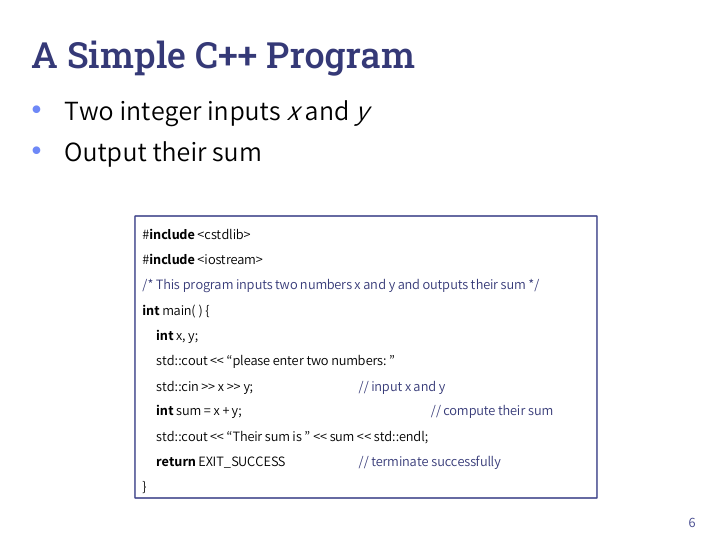 A Simple C++ Program
• Two integer inputs x and y
• Output their sum
#include <cstdlib>
#include <iostream>
/* This program inputs two numbers x and y and outputs their sum */
int main( ) {
int x, y;
std::cout << “please enter two numbers: ”
std::cin >> x >> y; // input x and y
int sum = x + y; // compute their sum
std::cout << “Their sum is ” << sum << std::endl;
return EXIT_SUCCESS // terminate successfully
}
6